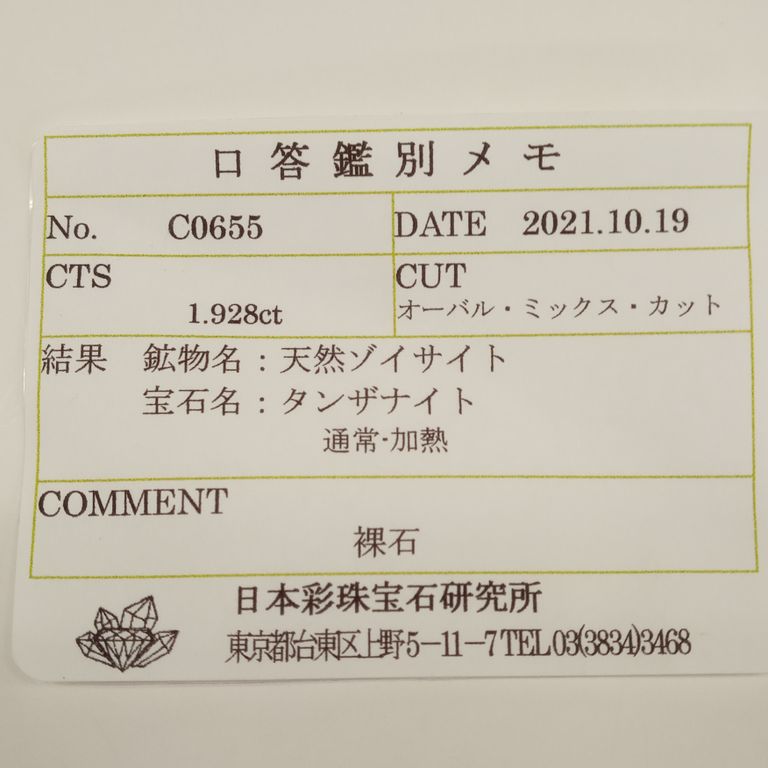 口答鑑別メモ
No. C0655 DATE 2021.10.19
CTS CUT
1.928ct オーバル・ミックス・カット
結果 鉱物名：天然ゾイサイト
宝石名：タンザナイト
通常・加熱
COMMENT
裸石
日本彩珠宝石研究所
東京都台東区上野5−11−7 TEL 03(3834)3468